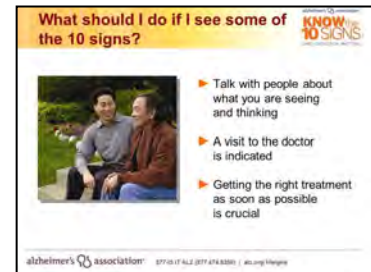 What should I do if I see some of
the 10 signs?
alzheimer's association
KNOW the
10 SIGNS
Talk with people about
what you are seeing
and thinking
A visit to the doctor
is indicated
Getting the right treatment
as soon as possible
is crucial
alzheimer's association